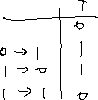 T
0
0 → 1 1
1 → 0 1
1 → 1 0